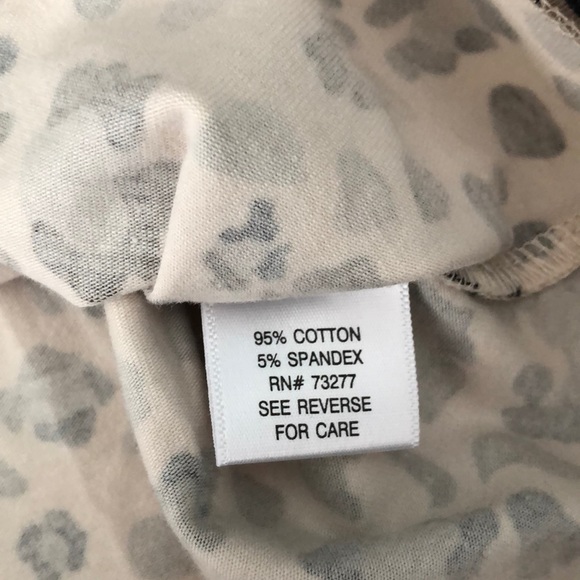 95% COTTON
5% SPANDEX
RN# 73277
SEE REVERSE
FOR CARE